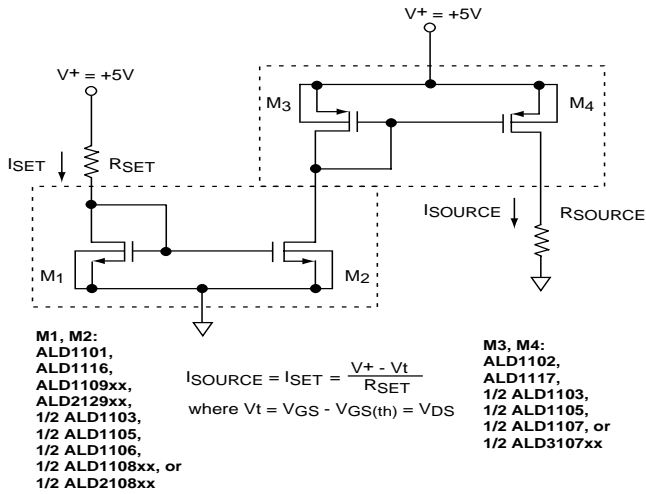 V+ = +5V
V+ = +5V
M3
M4
ISET
RSET
ISOURCE
RSOURCE
M1
M2
M1, M2:
ALD1101,
ALD1116,
ALD1109xx,
ALD2129xx,
1/2 ALD1103,
1/2 ALD1105,
1/2 ALD1106,
1/2 ALD1108xx, or
1/2 ALD2108xx
ISOURCE = ISET = V+ - Vt / RSET
where Vt = VGS - VGS(th) = VDS
M3, M4:
ALD1102,
ALD1117,
1/2 ALD1103,
1/2 ALD1105,
1/2 ALD1107, or
1/2 ALD3107xx